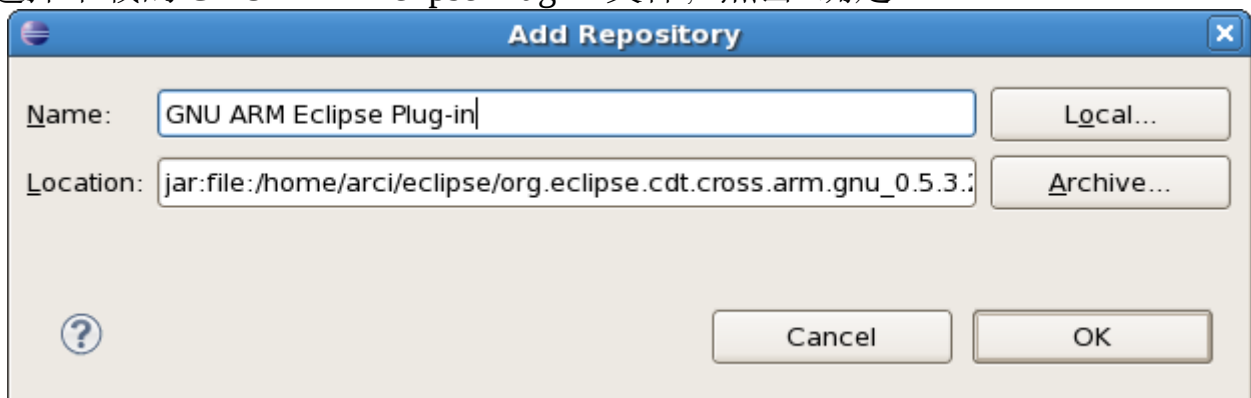 Add Repository
Name: GNU ARM Eclipse Plug-in Local...
Location: jar:file:/home/arci/eclipse/org.eclipse.cdt.cross.arm.gnu_0.5.3. Archive...
? Cancel OK